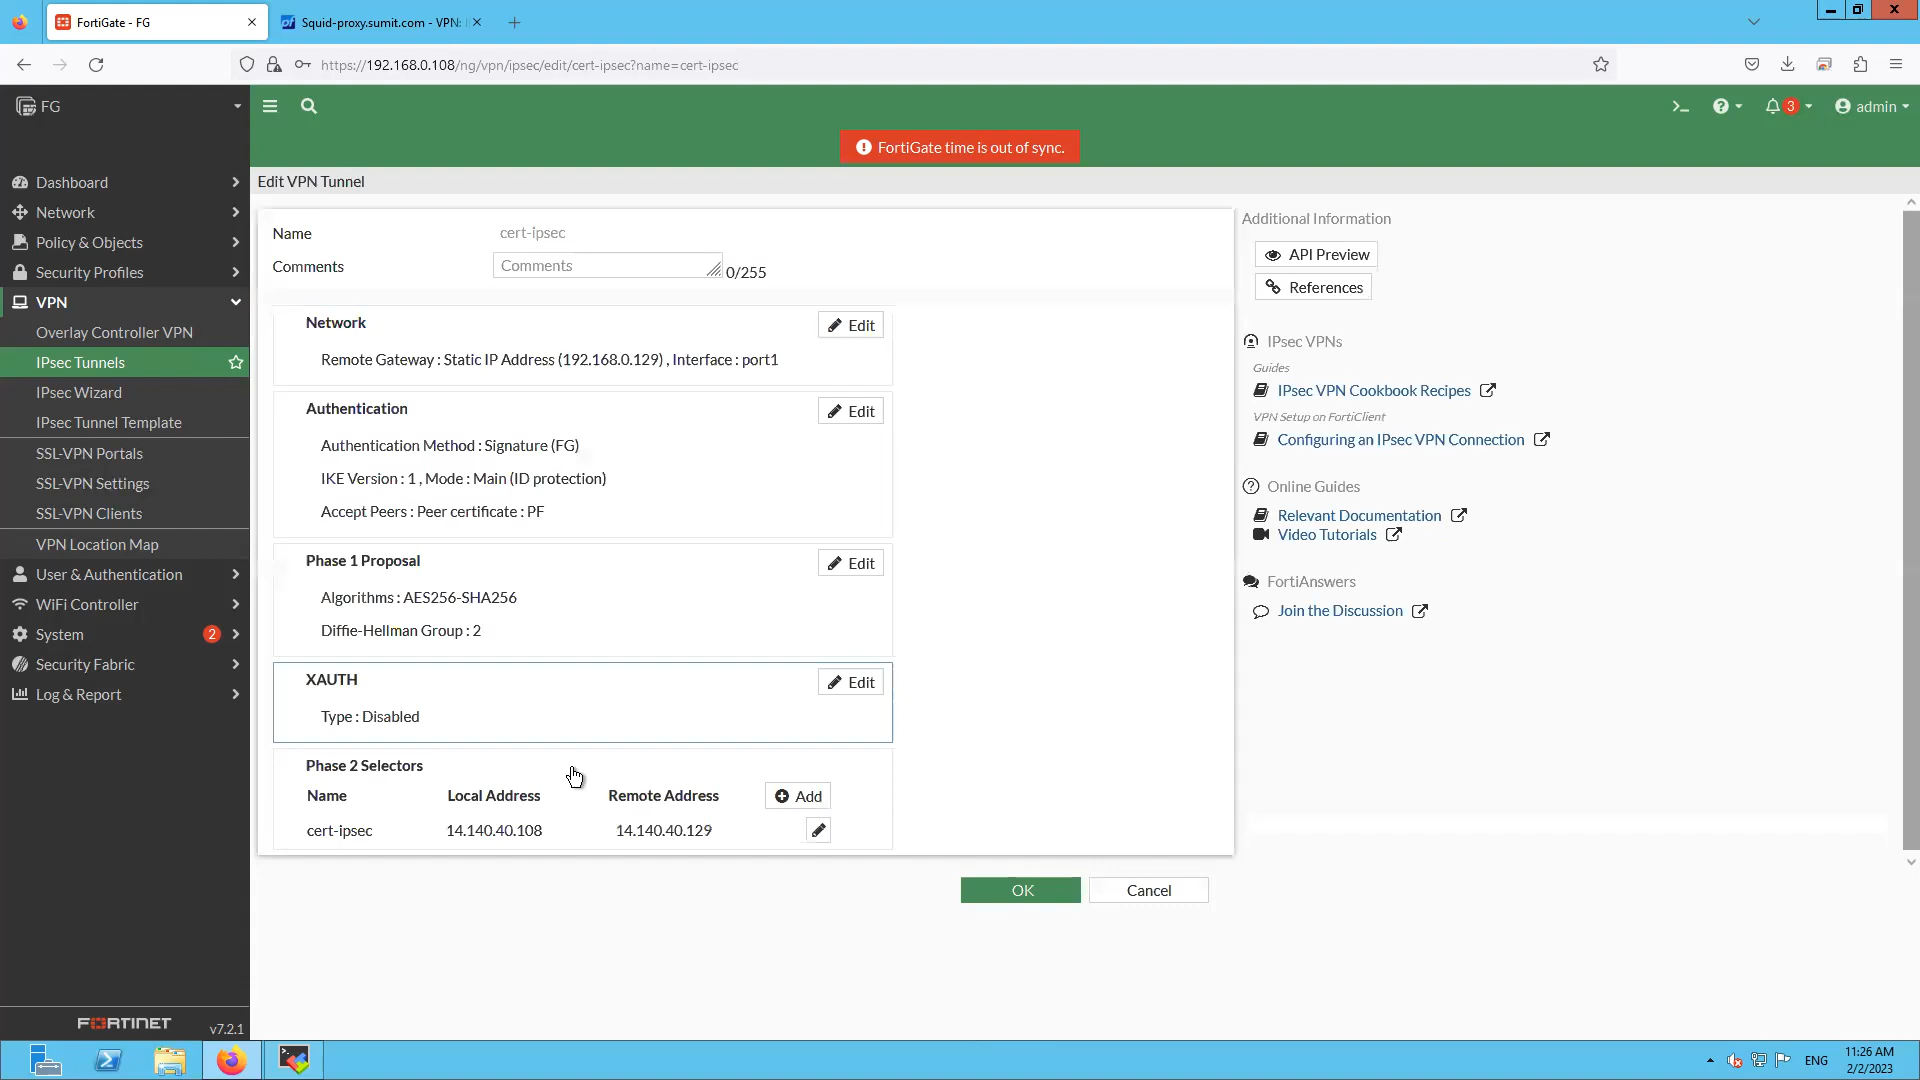 FortiGate - FG
Squid-proxy.sumit.com - VPN:
https://192.168.0.108/ng/vpn/ipsec/edit/cert-ipsec?name=cert-ipsec
FG
3
admin
FortiGate time is out of sync.
Dashboard
Network
Policy & Objects
Security Profiles
VPN
Overlay Controller VPN
IPsec Tunnels
IPsec Wizard
IPsec Tunnel Template
SSL-VPN Portals
SSL-VPN Settings
SSL-VPN Clients
VPN Location Map
User & Authentication
WiFi Controller
System 2
Security Fabric
Log & Report
FORTINET v7.2.1
Edit VPN Tunnel
Name cert-ipsec
Comments Comments 0/255
Network Edit
Remote Gateway : Static IP Address (192.168.0.129) , Interface : port1
Authentication Edit
Authentication Method : Signature (FG)
IKE Version : 1 , Mode : Main (ID protection)
Accept Peers : Peer certificate : PF
Phase 1 Proposal Edit
Algorithms : AES256-SHA256
Diffie-Hellman Group : 2
XAUTH Edit
Type : Disabled
Phase 2 Selectors
Name Local Address Remote Address Add
cert-ipsec 14.140.40.108 14.140.40.129
OK Cancel
Additional Information
API Preview
References
IPsec VPNs
Guides
IPsec VPN Cookbook Recipes
VPN Setup on FortiClient
Configuring an IPsec VPN Connection
Online Guides
Relevant Documentation
Video Tutorials
FortiAnswers
Join the Discussion
ENG
11:26 AM
2/2/2023